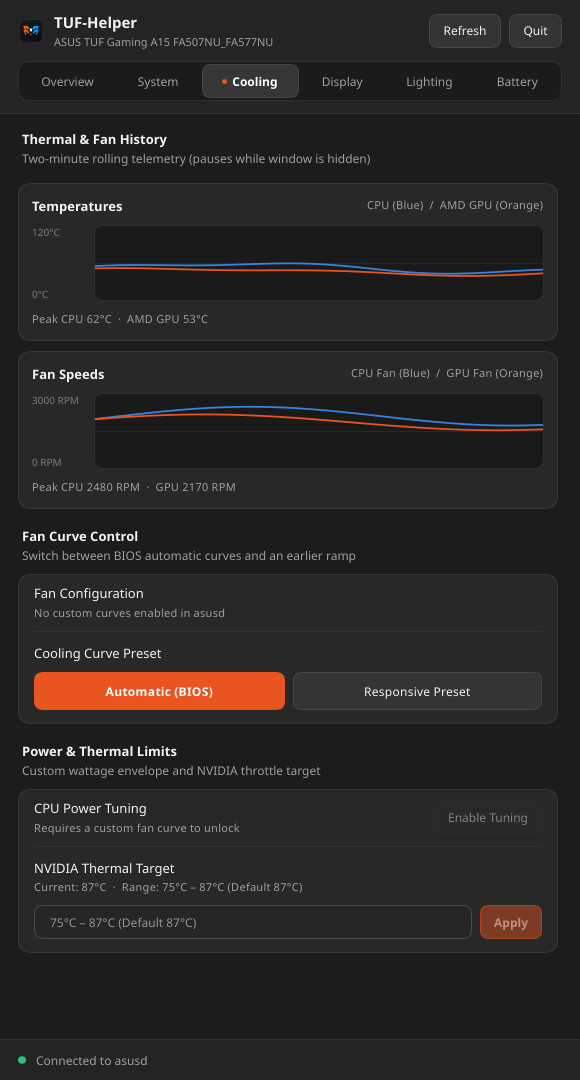 TUF-Helper
ASUS TUF Gaming A15 FA507NU_FA577NU
Refresh
Quit
Overview
System
Cooling
Display
Lighting
Battery
Thermal & Fan History
Two-minute rolling telemetry (pauses while window is hidden)
Temperatures
CPU (Blue) / AMD GPU (Orange)
120°C
0°C
Peak CPU 62°C · AMD GPU 53°C
Fan Speeds
CPU Fan (Blue) / GPU Fan (Orange)
3000 RPM
0 RPM
Peak CPU 2480 RPM · GPU 2170 RPM
Fan Curve Control
Switch between BIOS automatic curves and an earlier ramp
Fan Configuration
No custom curves enabled in asusd
Cooling Curve Preset
Automatic (BIOS)
Responsive Preset
Power & Thermal Limits
Custom wattage envelope and NVIDIA throttle target
CPU Power Tuning
Requires a custom fan curve to unlock
Enable Tuning
NVIDIA Thermal Target
Current: 87°C · Range: 75°C – 87°C (Default 87°C)
75°C – 87°C (Default 87°C)
Apply
Connected to asusd